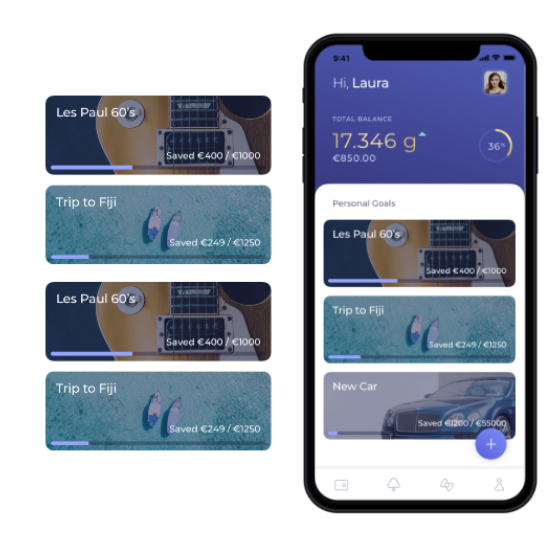 Les Paul 60's
Saved €400 / €1000
Trip to Fiji
Saved €249 / €1250
Les Paul 60's
Saved €400 / €1000
Trip to Fiji
Saved €249 / €1250
9:41
Hi, Laura
TOTAL BALANCE
17.346 g
€850.00
36%
Personal Goals
Les Paul 60's
Saved €400 / €1000
Trip to Fiji
Saved €249 / €1250
New Car
Saved €1200 / €55000
+